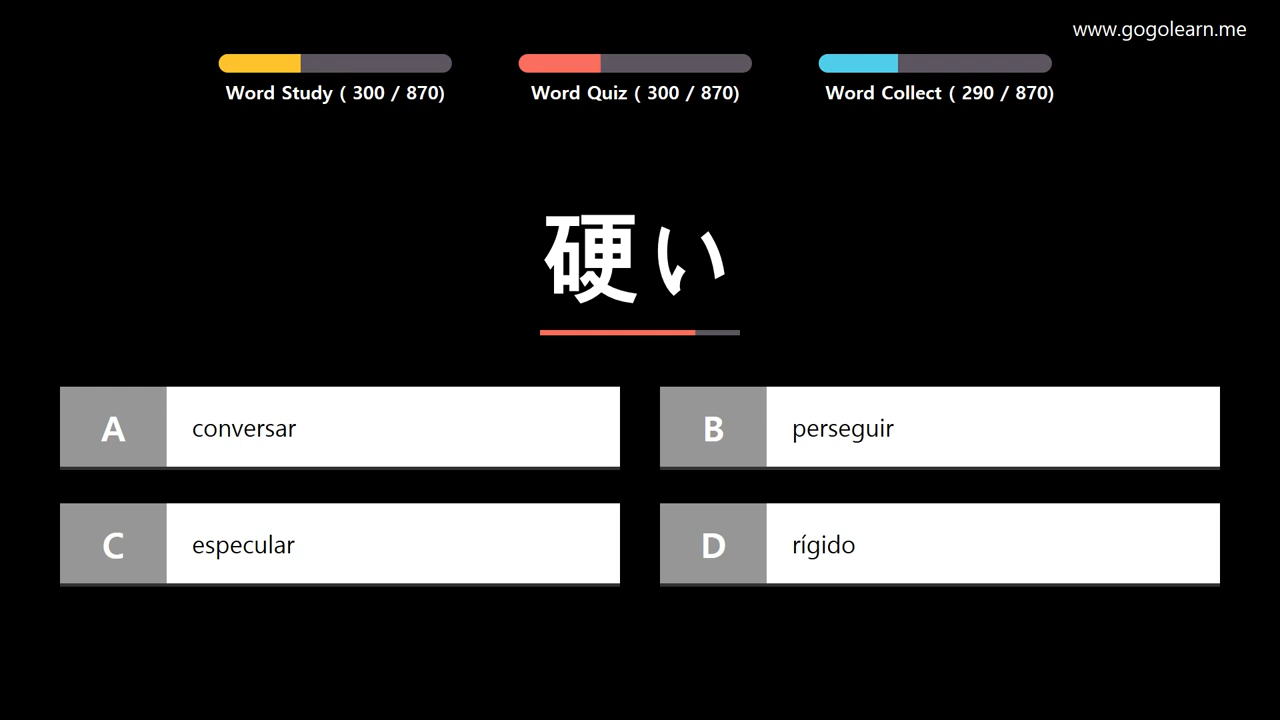 www.gogolearn.me
Word Study ( 300 / 870)
Word Quiz ( 300 / 870)
Word Collect ( 290 / 870)
硬い
A conversar
B perseguir
C especular
D rígido